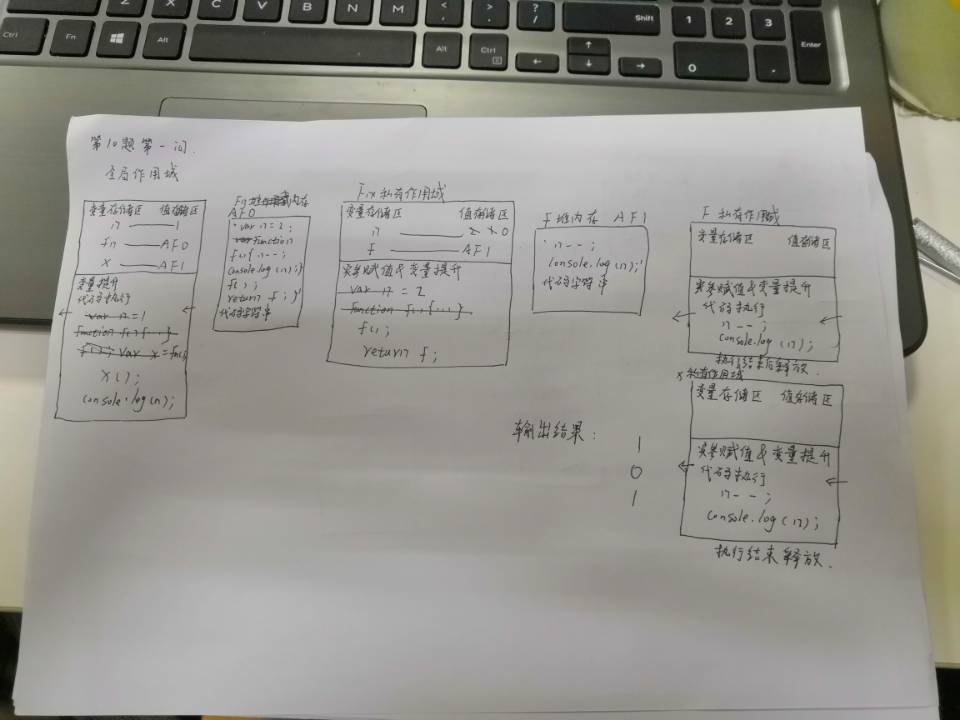 Z X C V B N M < , > . ? / Shift 1 2 3
Ctrl Fn Alt Alt Ctrl ← ↑ ↓ → 0 . Enter
第10题第一问.
全局作用域
变量存储区 值存储区
n —— 1
fn —— AF0
x —— AF1
变量提升
代码执行
var n=1
function fn(){...}
x();
console.log(n);
AF0
'var n=2;
function
f(){n--;
console.log(n);}
f();
return f;}'
代码字符串
私有作用域
变量存储区 值存储区
n —— 2 1 0
f —— AF1
实参赋值&变量提升
var n=2
function f(){...}
f();
return f;
F堆内存 AF1
'n--;
console.log(n);'
代码字符串
F私有作用域
变量存储区 值存储区
实参赋值&变量提升
代码执行
n--;
console.log(n);
执行结束后释放.
x私有作用域
变量存储区 值存储区
实参赋值&变量提升
代码执行
n--;
console.log(n);
执行结束释放.
输出结果:
1
0
1